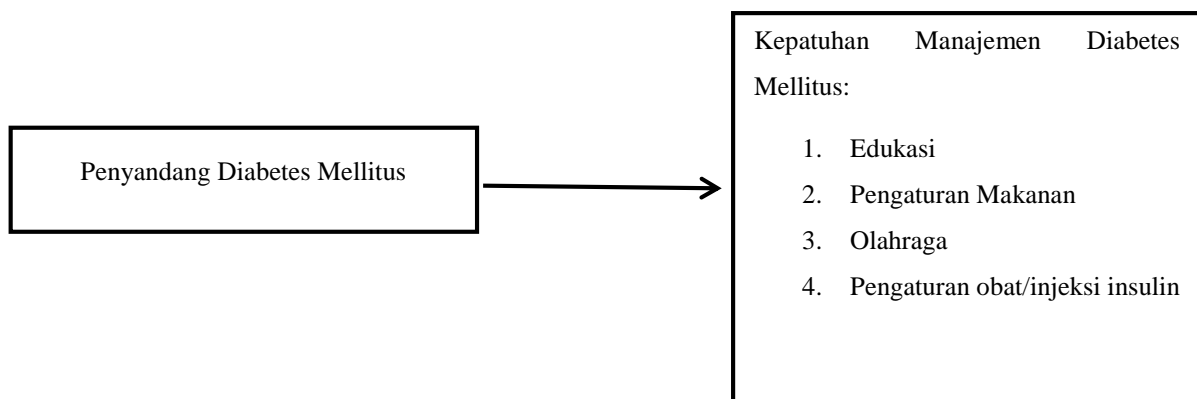 Penyandang Diabetes Mellitus
Kepatuhan Manajemen Diabetes
Mellitus:
1. Edukasi
2. Pengaturan Makanan
3. Olahraga
4. Pengaturan obat/injeksi insulin